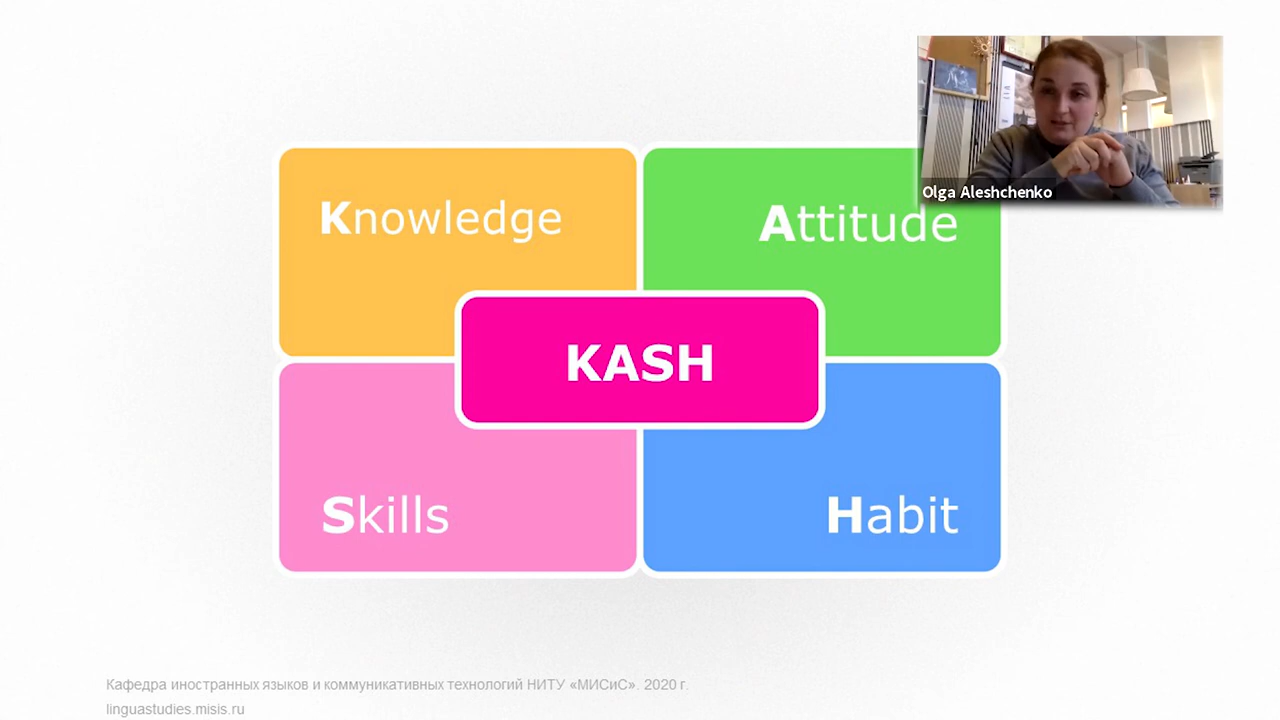 Knowledge
Attitude
KASH
Skills
Habit
Olga Aleshchenko
Кафедра иностранных языков и коммуникативных технологий НИТУ «МИСиС». 2020 г.
linguastudies.misis.ru